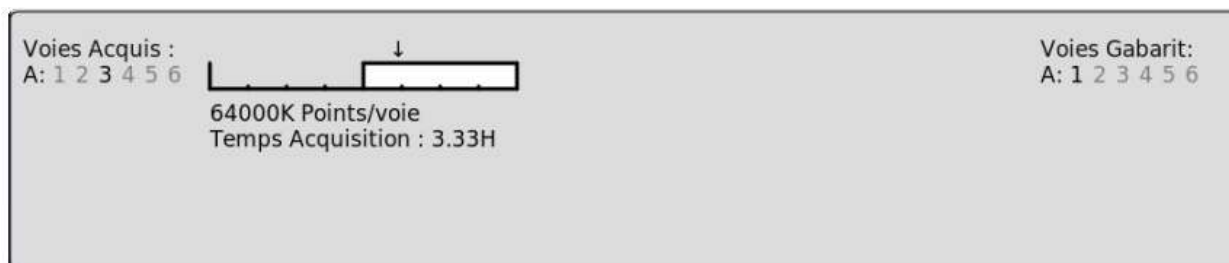 Voies Acquis :
A: 1 2 3 4 5 6
↓
64000K Points/voie
Temps Acquisition : 3.33H
Voies Gabarit:
A: 1 2 3 4 5 6